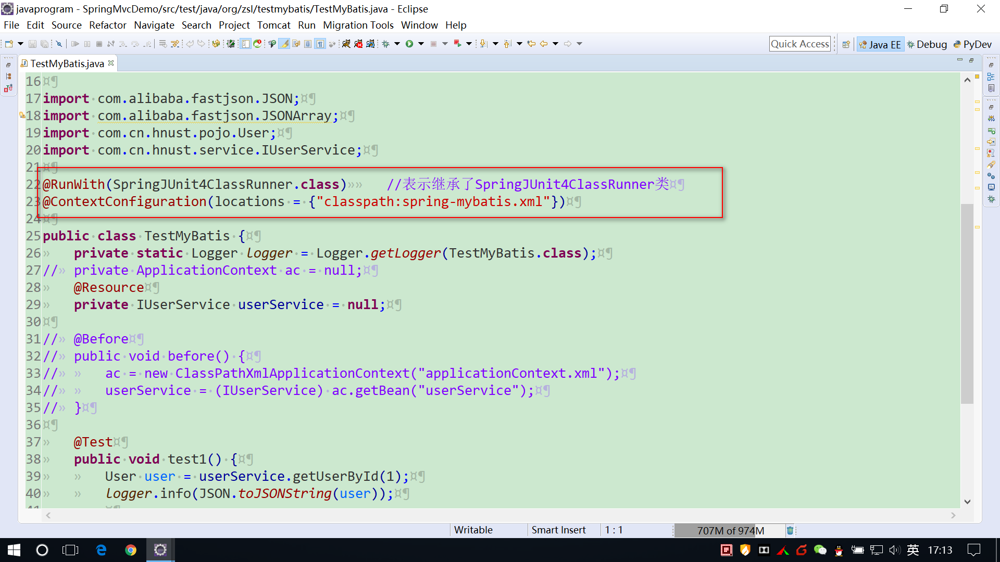 javaprogram - SpringMvcDemo/src/test/java/org/zsl/testmybatis/TestMyBatis.java - Eclipse
File Edit Source Refactor Navigate Search Project Tomcat Run Migration Tools Window Help
Quick Access Java EE Debug PyDev
TestMyBatis.java
16
17 import com.alibaba.fastjson.JSON;
18 import com.alibaba.fastjson.JSONArray;
19 import com.cn.hnust.pojo.User;
20 import com.cn.hnust.service.IUserService;
21
22 @RunWith(SpringJUnit4ClassRunner.class) //表示继承了SpringJUnit4ClassRunner类
23 @ContextConfiguration(locations = {"classpath:spring-mybatis.xml"})
24
25 public class TestMyBatis {
26 private static Logger logger = Logger.getLogger(TestMyBatis.class);
27 // private ApplicationContext ac = null;
28 @Resource
29 private IUserService userService = null;
30
31 // @Before
32 // public void before() {
33 // ac = new ClassPathXmlApplicationContext("applicationContext.xml");
34 // userService = (IUserService) ac.getBean("userService");
35 // }
36
37 @Test
38 public void test1() {
39 User user = userService.getUserById(1);
40 logger.info(JSON.toJSONString(user));
Writable Smart Insert 1 : 1 707M of 974M
英 17:13